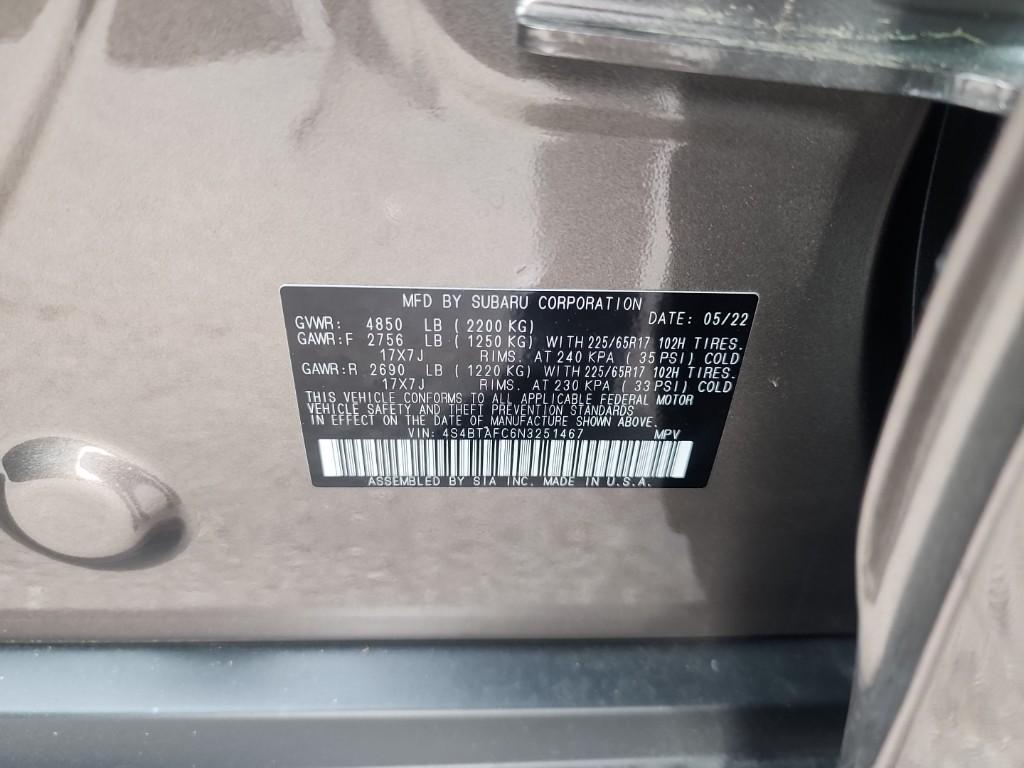 MFD BY SUBARU CORPORATION
DATE: 05/22
GVWR: 4850 LB ( 2200 KG)
GAWR:F 2756 LB ( 1250 KG) WITH 225/65R17 102H TIRES.
17X7J RIMS. AT 240 KPA ( 35 PSI) COLD
GAWR:R 2690 LB ( 1220 KG) WITH 225/65R17 102H TIRES.
17X7J RIMS. AT 230 KPA ( 33 PSI) COLD
THIS VEHICLE CONFORMS TO ALL APPLICABLE FEDERAL MOTOR
VEHICLE SAFETY AND THEFT PREVENTION STANDARDS
IN EFFECT ON THE DATE OF MANUFACTURE SHOWN ABOVE.
VIN: 4S4BTAFC6N3251467 MPV
ASSEMBLED BY SIA INC. MADE IN U.S.A.